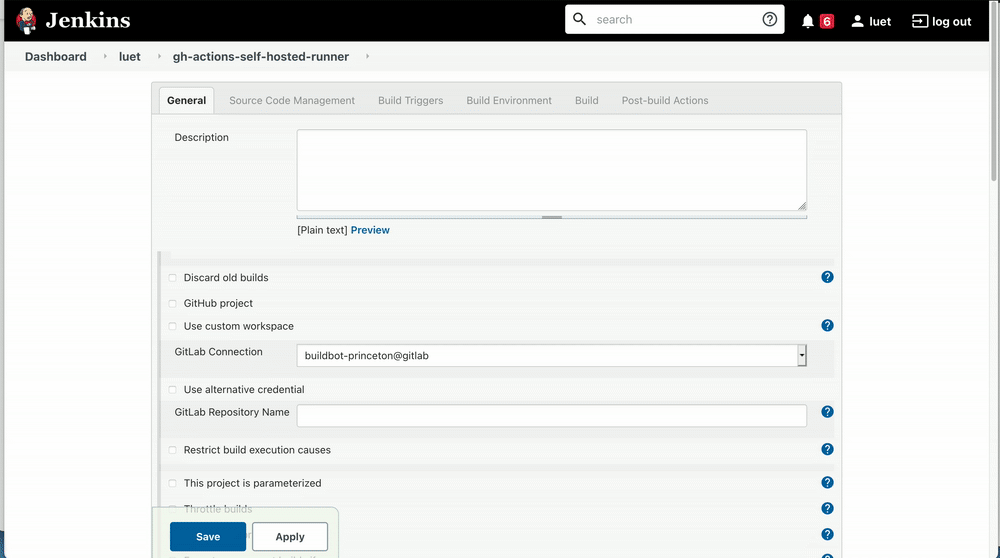 Jenkins
search
6
luet
log out
Dashboard luet gh-actions-self-hosted-runner
General Source Code Management Build Triggers Build Environment Build Post-build Actions
Description
[Plain text] Preview
Discard old builds
GitHub project
Use custom workspace
GitLab Connection buildbot-princeton@gitlab
Use alternative credential
GitLab Repository Name
Restrict build execution causes
This project is parameterized
Throttle builds
Save Apply